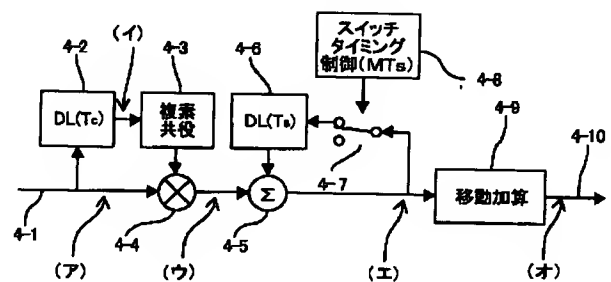 スイッチ
タイミング
制御(MTs)
4-8
(イ)
4-2
4-3
4-6
DL(Tc)
複素
共役
DL(Ts)
4-7
4-9
移動加算
4-10
4-1
4-4
4-5
Σ
(ア)
(ウ)
(エ)
(オ)